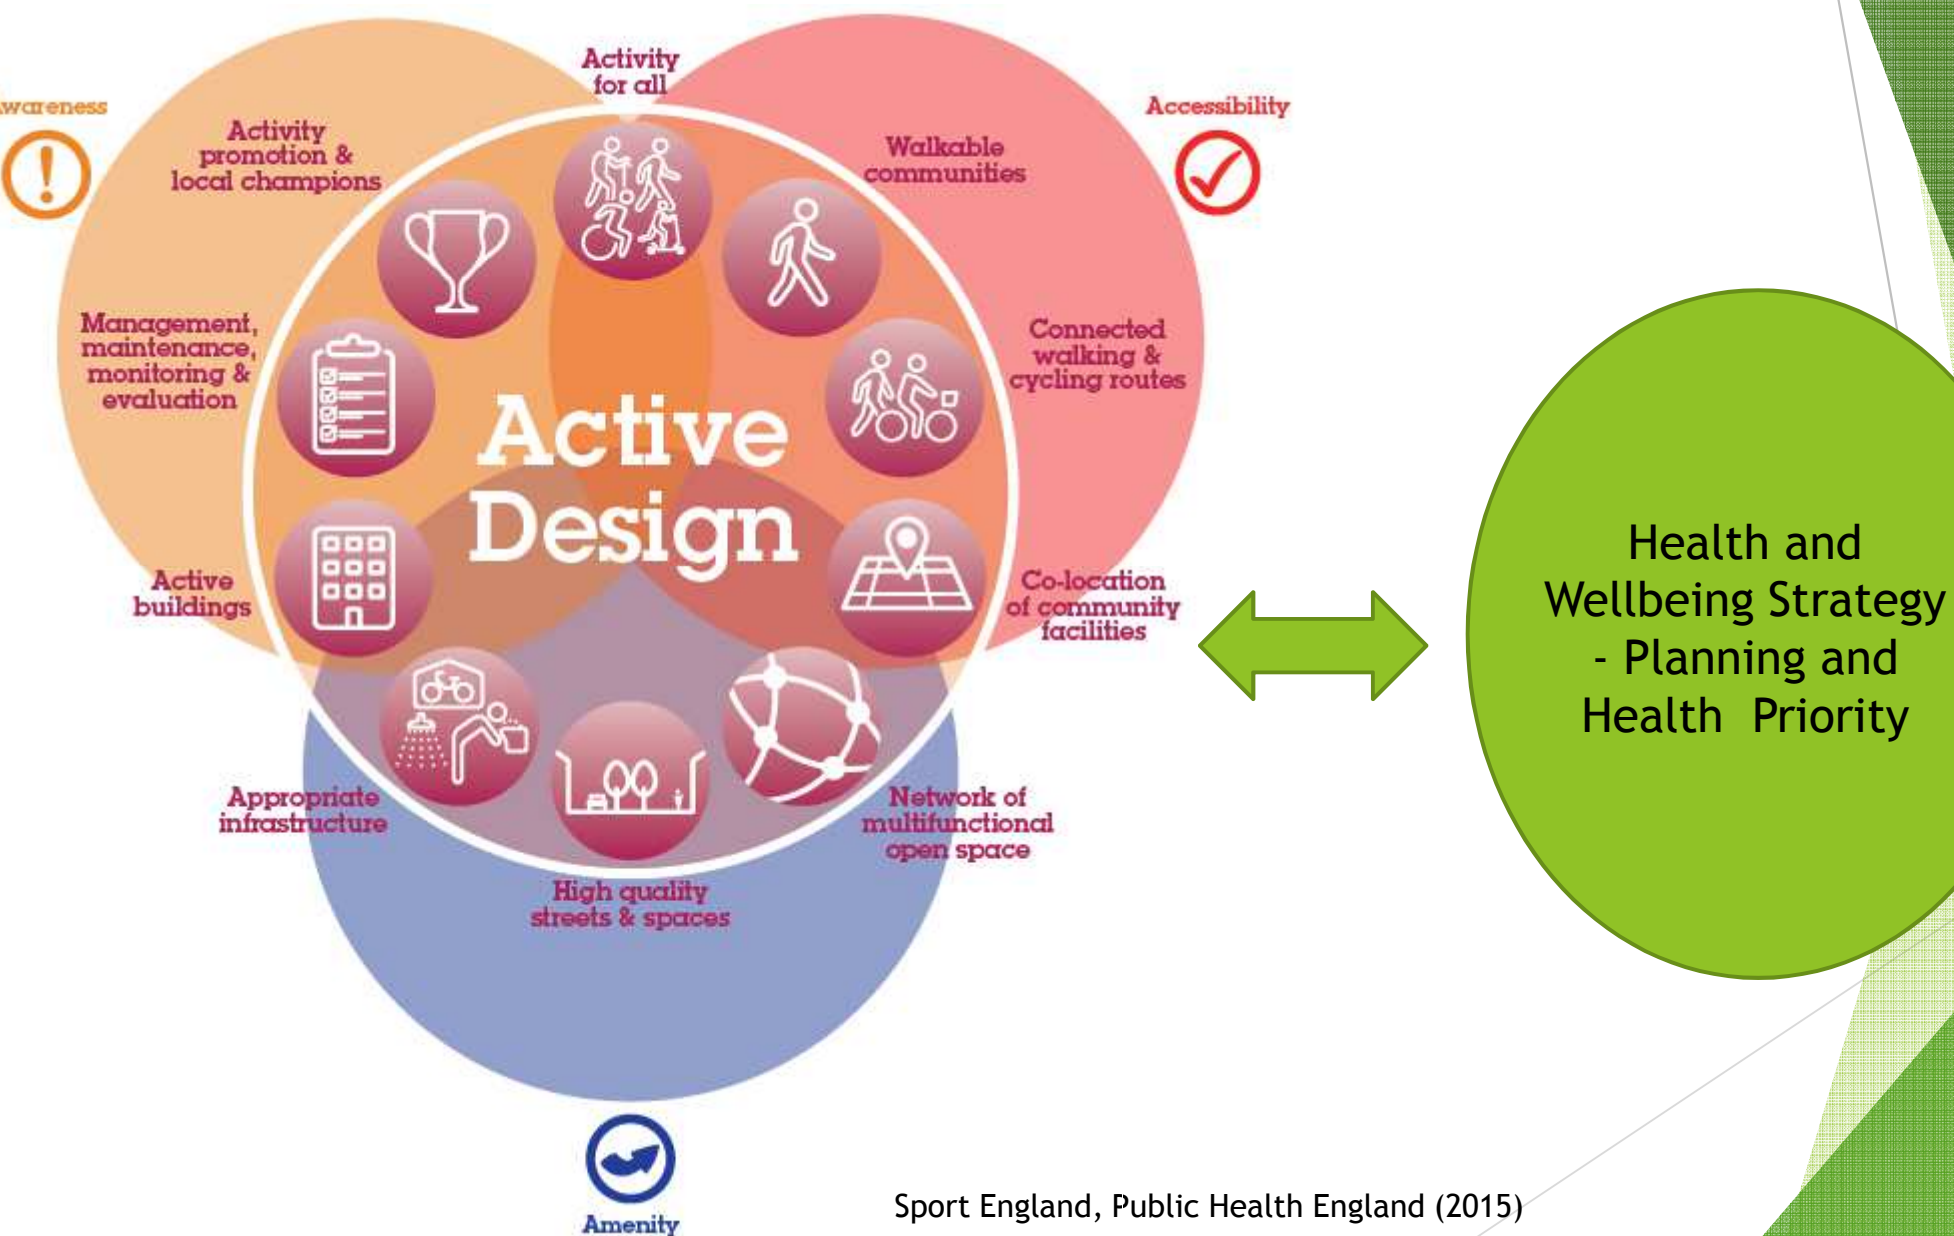 wareness
Activity
promotion &
local champions
Activity
for all
Walkable
communities
Accessibility
Management,
maintenance,
monitoring &
evaluation
Connected
walking &
cycling routes
Active
Design
Active
buildings
Co-location
of community
facilities
Appropriate
infrastructure
Network of
multifunctional
open space
High quality
streets & spaces
Amenity
Health and
Wellbeing Strategy
- Planning and
Health Priority
Sport England, Public Health England (2015)